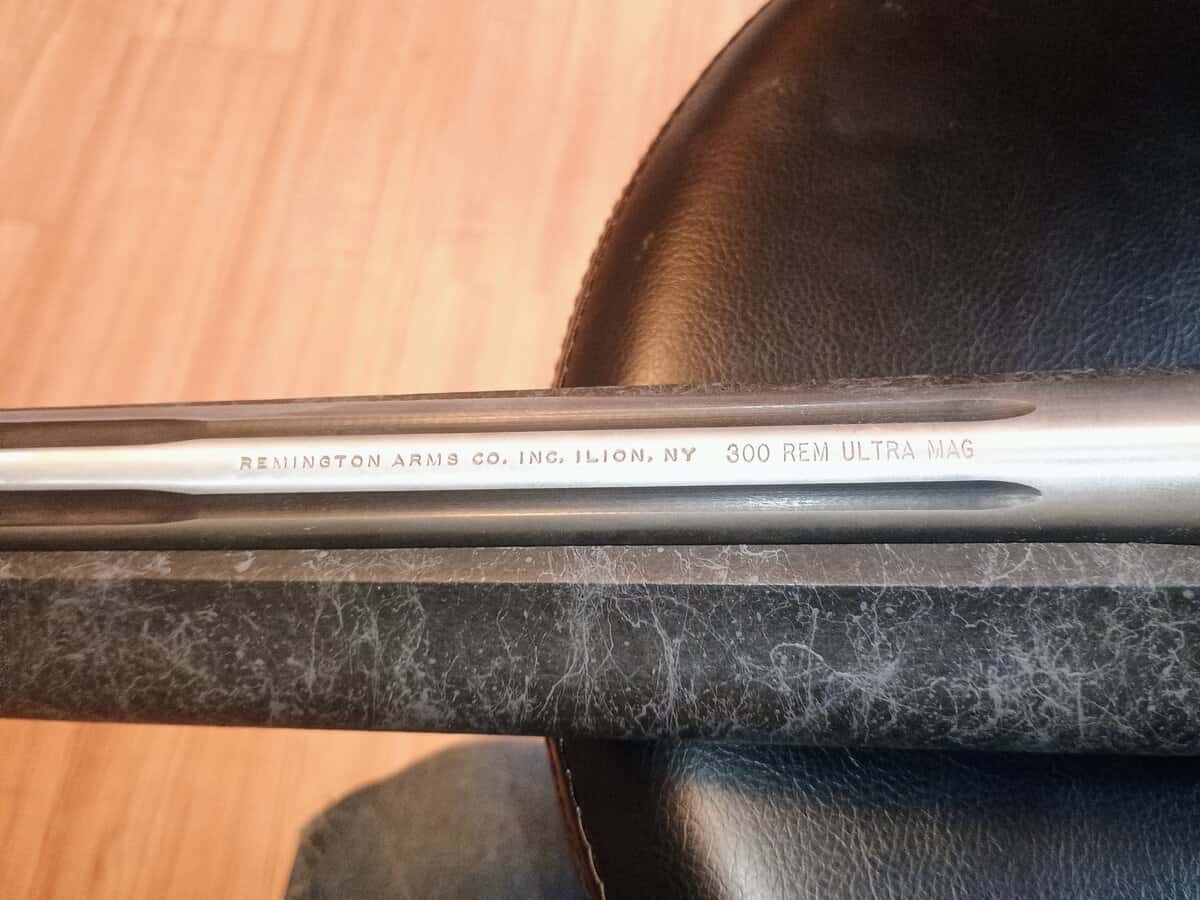 REMINGTON ARMS CO. INC. ILION, NY 300 REM ULTRA MAG